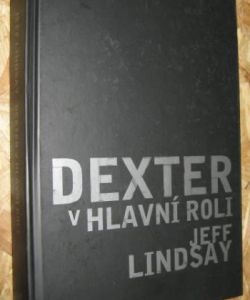 DEXTER
V HLAVNÍ ROLI
JEFF
LINDSAY